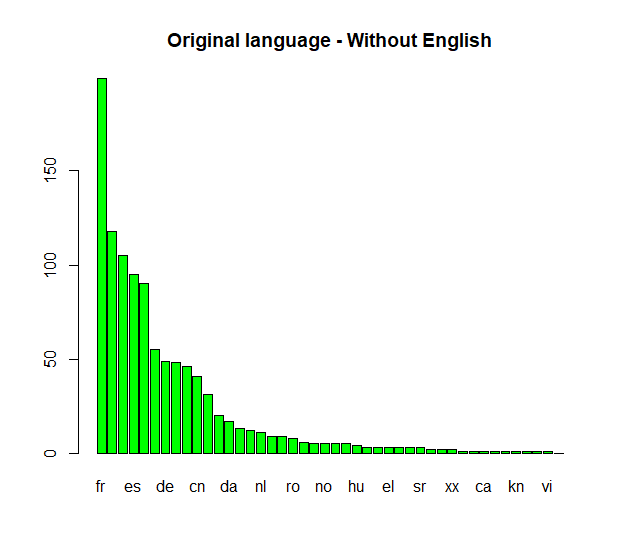 Original language - Without English
150
100
50
0
fr es de cn da nl ro no hu el sr xx ca kn vi